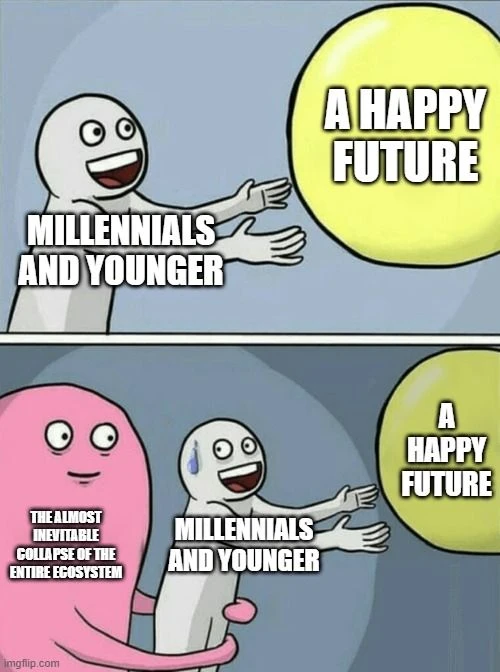 A HAPPY
FUTURE
MILLENNIALS
AND YOUNGER
A
HAPPY
FUTURE
THE ALMOST
INEVITABLE
COLLAPSE OF THE
ENTIRE ECOSYSTEM
MILLENNIALS
AND YOUNGER
imgflip.com